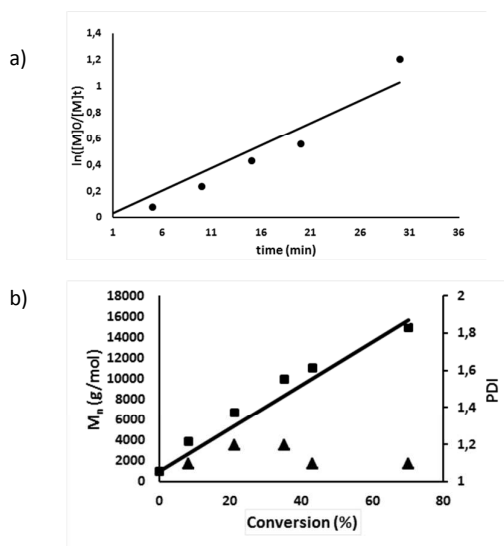 a)
1,4
1,2
1
0,8
0,6
0,4
0,2
0
ln([M]0/[M]t)
1 6 11 16 21 26 31 36
time (min)
b)
18000
16000
14000
12000
10000
8000
6000
4000
2000
0
Mn (g/mol)
2
1,8
1,6
1,4
1,2
1
PDI
0 20 40 60 80
Conversion (%)